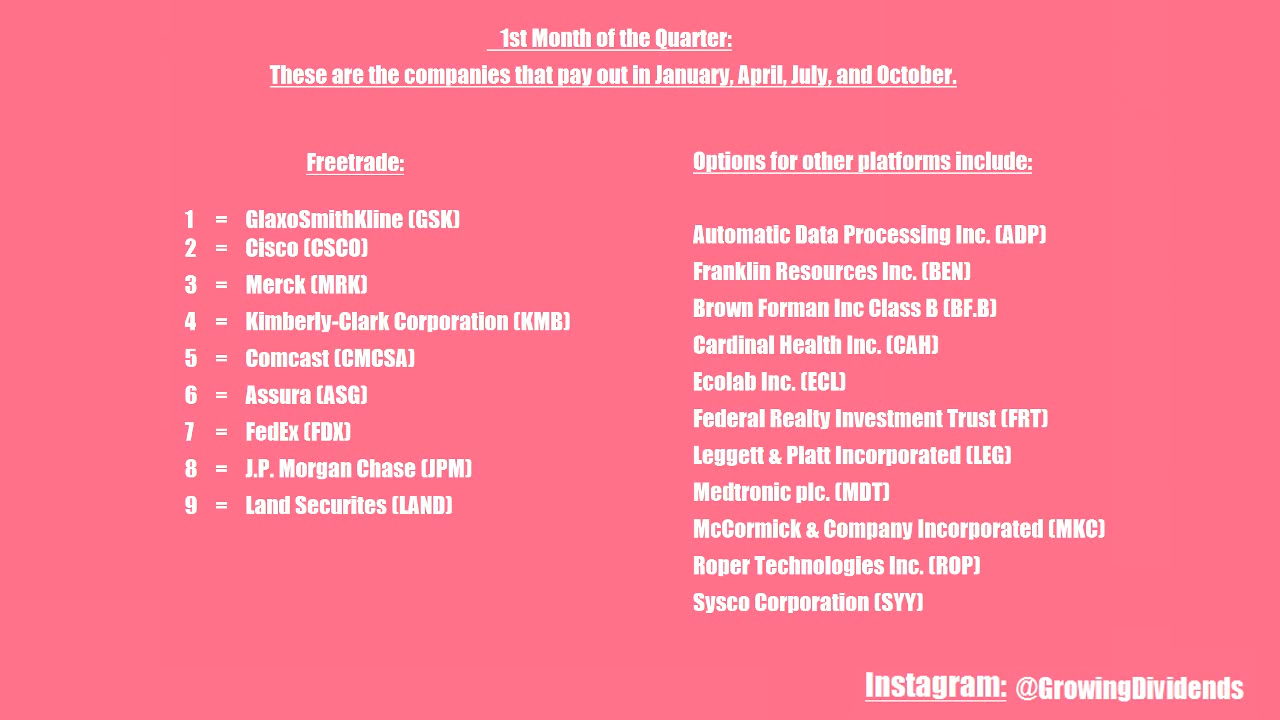 1st Month of the Quarter:
These are the companies that pay out in January, April, July, and October.
Freetrade:
1 = GlaxoSmithKline (GSK)
2 = Cisco (CSCO)
3 = Merck (MRK)
4 = Kimberly-Clark Corporation (KMB)
5 = Comcast (CMCSA)
6 = Assura (ASG)
7 = FedEx (FDX)
8 = J.P. Morgan Chase (JPM)
9 = Land Securites (LAND)
Options for other platforms include:
Automatic Data Processing Inc. (ADP)
Franklin Resources Inc. (BEN)
Brown Forman Inc Class B (BF.B)
Cardinal Health Inc. (CAH)
Ecolab Inc. (ECL)
Federal Realty Investment Trust (FRT)
Leggett & Platt Incorporated (LEG)
Medtronic plc. (MDT)
McCormick & Company Incorporated (MKC)
Roper Technologies Inc. (ROP)
Sysco Corporation (SYY)
Instagram: @GrowingDividends